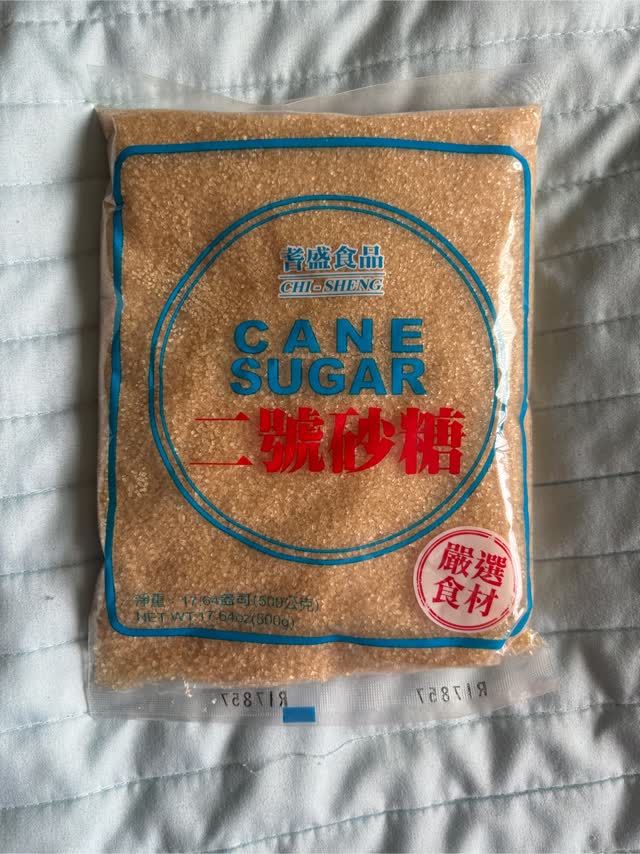 耆盛食品
CHI-SHENG
CANE
SUGAR
二號砂糖
嚴選
食材
淨重：17.64盎司(500公克)
NET WT.17.64oz(500g)
RI7857
RI7857